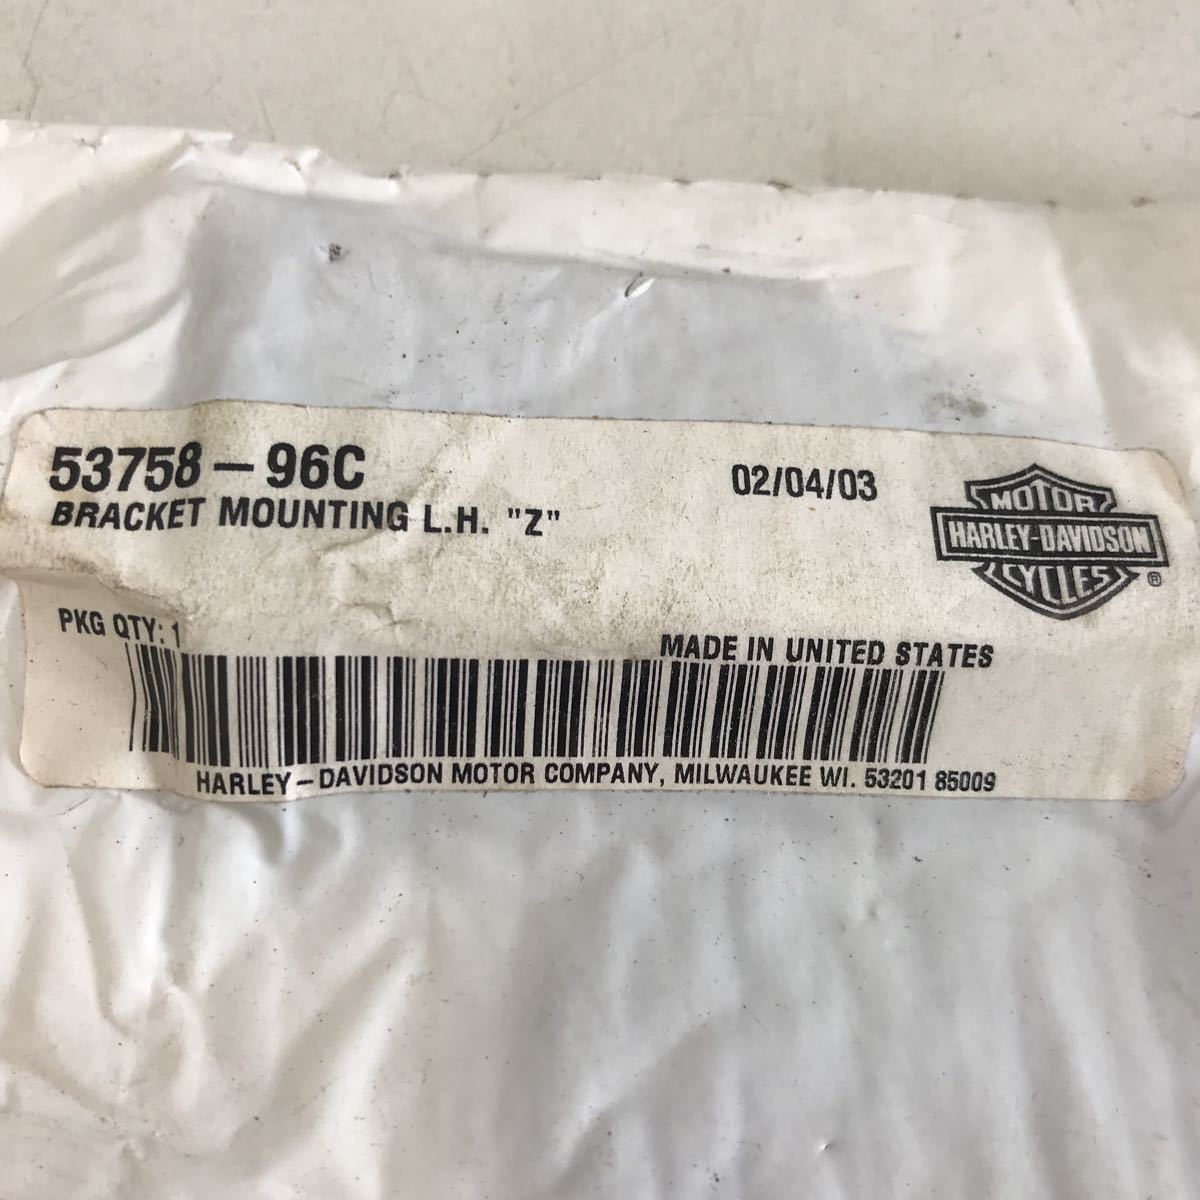 53758-96C
02/04/03
BRACKET MOUNTING L.H. "Z"
MOTOR
HARLEY-DAVIDSON
CYCLES
®
PKG QTY: 1
MADE IN UNITED STATES
HARLEY-DAVIDSON MOTOR COMPANY, MILWAUKEE WI. 53201 85009